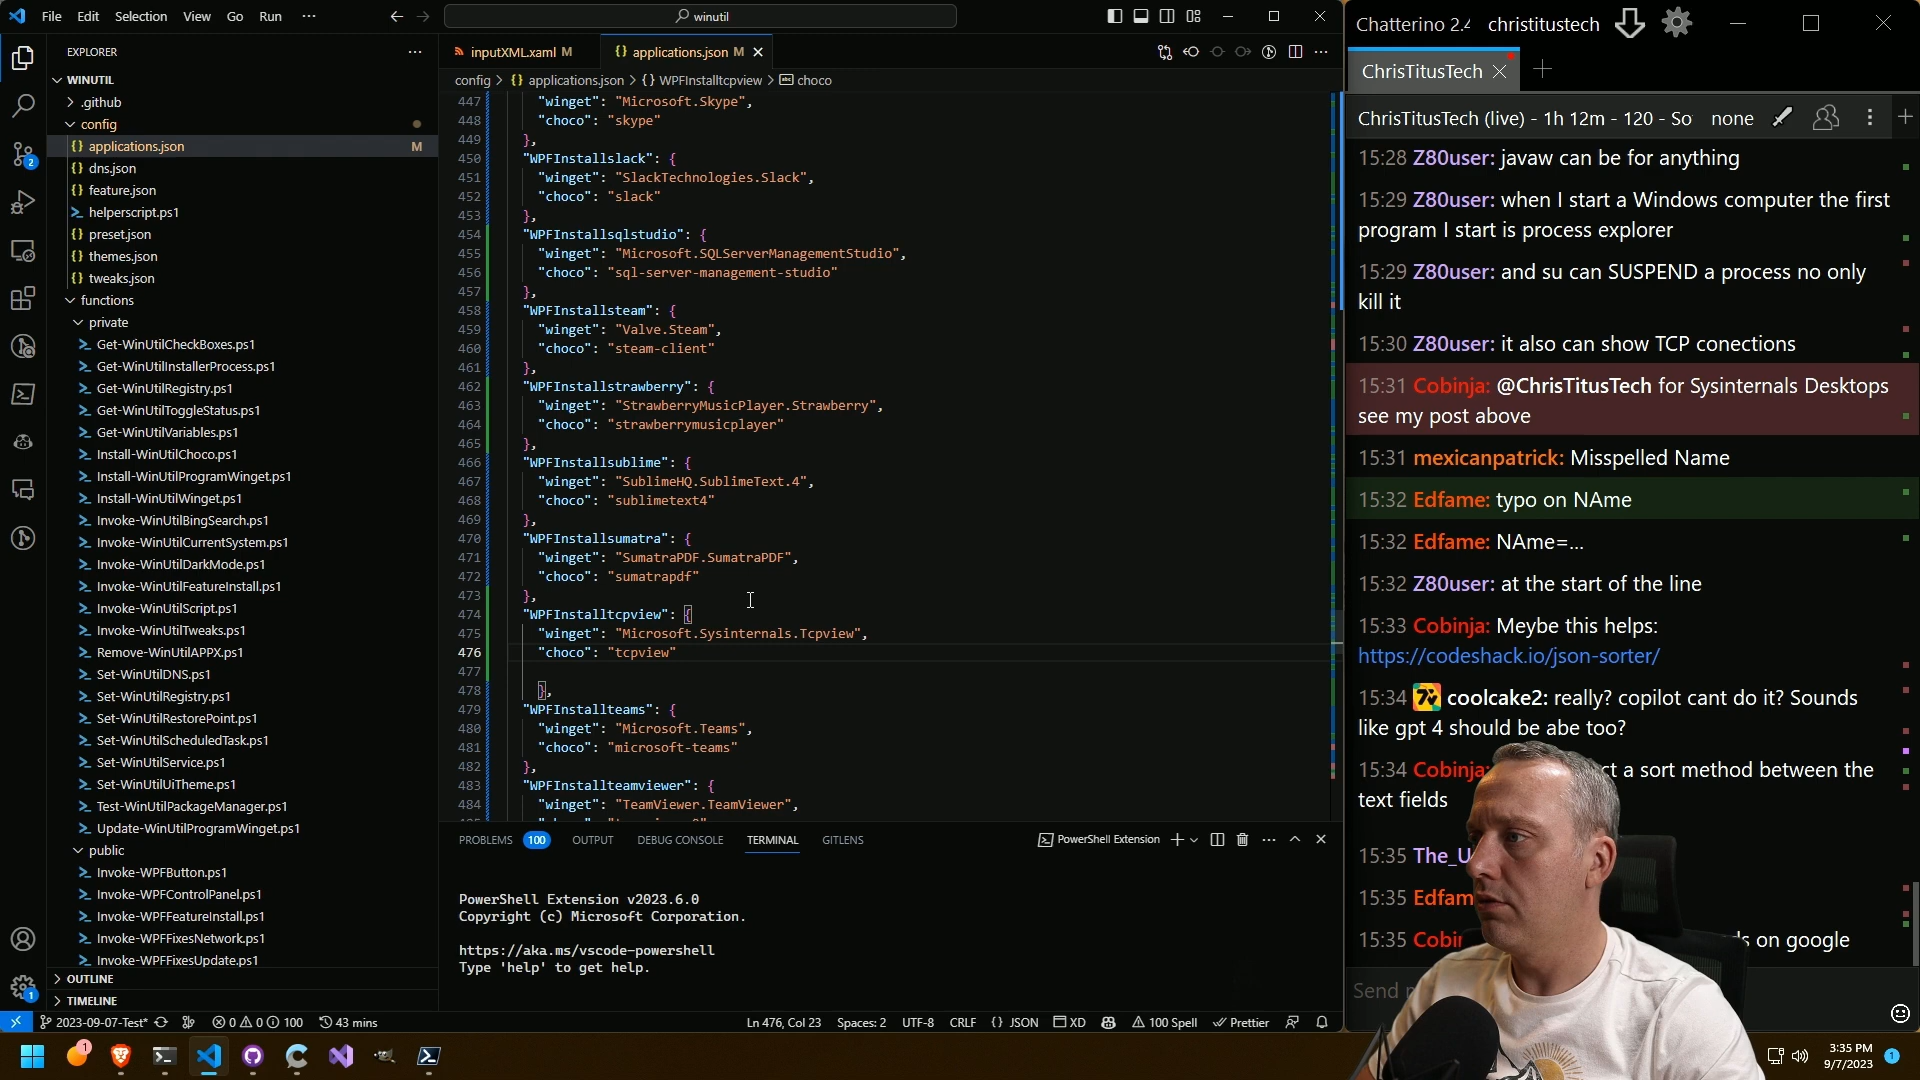 File Edit Selection View Go Run ···
winutil
EXPLORER
WINUTIL
.github
config
applications.json M
dns.json
feature.json
helperscript.ps1
preset.json
themes.json
tweaks.json
functions
private
Get-WinUtilCheckBoxes.ps1
Get-WinUtilInstallerProcess.ps1
Get-WinUtilRegistry.ps1
Get-WinUtilToggleStatus.ps1
Get-WinUtilVariables.ps1
Install-WinUtilChoco.ps1
Install-WinUtilProgramWinget.ps1
Install-WinUtilWinget.ps1
Invoke-WinUtilBingSearch.ps1
Invoke-WinUtilCurrentSystem.ps1
Invoke-WinUtilDarkMode.ps1
Invoke-WinUtilFeatureInstall.ps1
Invoke-WinUtilScript.ps1
Invoke-WinUtilTweaks.ps1
Remove-WinUtilAPPX.ps1
Set-WinUtilDNS.ps1
Set-WinUtilRegistry.ps1
Set-WinUtilRestorePoint.ps1
Set-WinUtilScheduledTask.ps1
Set-WinUtilService.ps1
Set-WinUtilUiTheme.ps1
Test-WinUtilPackageManager.ps1
Update-WinUtilProgramWinget.ps1
public
Invoke-WPFButton.ps1
Invoke-WPFControlPanel.ps1
Invoke-WPFFeatureInstall.ps1
Invoke-WPFFixesNetwork.ps1
Invoke-WPFFixesUpdate.ps1
OUTLINE
TIMELINE
inputXML.xaml M
{} applications.json M
config > {} applications.json > {} WPFInstalltcpview > choco
447 "winget": "Microsoft.Skype",
448 "choco": "skype"
449 },
450 "WPFInstallslack": {
451 "winget": "SlackTechnologies.Slack",
452 "choco": "slack"
453 },
454 "WPFInstallsqlstudio": {
455 "winget": "Microsoft.SQLServerManagementStudio",
456 "choco": "sql-server-management-studio"
457 },
458 "WPFInstallsteam": {
459 "winget": "Valve.Steam",
460 "choco": "steam-client"
461 },
462 "WPFInstallstrawberry": {
463 "winget": "StrawberryMusicPlayer.Strawberry",
464 "choco": "strawberrymusicplayer"
465 },
466 "WPFInstallsublime": {
467 "winget": "SublimeHQ.SublimeText.4",
468 "choco": "sublimetext4"
469 },
470 "WPFInstallsumatra": {
471 "winget": "SumatraPDF.SumatraPDF",
472 "choco": "sumatrapdf"
473 },
474 "WPFInstalltcpview": {
475 "winget": "Microsoft.Sysinternals.Tcpview",
476 "choco": "tcpview"
477
478 },
479 "WPFInstallteams": {
480 "winget": "Microsoft.Teams",
481 "choco": "microsoft-teams"
482 },
483 "WPFInstallteamviewer": {
484 "winget": "TeamViewer.TeamViewer",
PROBLEMS 100 OUTPUT DEBUG CONSOLE TERMINAL GITLENS
PowerShell Extension
PowerShell Extension v2023.6.0
Copyright (c) Microsoft Corporation.
https://aka.ms/vscode-powershell
Type 'help' to get help.
2023-09-07-Test* 0 0 100 43 mins
Ln 476, Col 23 Spaces: 2 UTF-8 CRLF {} JSON XD 100 Spell Prettier
Chatterino 2.4 christitustech
ChrisTitusTech
ChrisTitusTech (live) - 1h 12m - 120 - So none
15:28 Z80user: javaw can be for anything
15:29 Z80user: when I start a Windows computer the first
program I start is process explorer
15:29 Z80user: and su can SUSPEND a process no only
kill it
15:30 Z80user: it also can show TCP conections
15:31 Cobinja: @ChrisTitusTech for Sysinternals Desktops
see my post above
15:31 mexicanpatrick: Misspelled Name
15:32 Edfame: typo on NAme
15:32 Edfame: NAme=...
15:32 Z80user: at the start of the line
15:33 Cobinja: Meybe this helps:
https://codeshack.io/json-sorter/
15:34 coolcake2: really? copilot cant do it? Sounds
like gpt 4 should be abe too?
15:34 Cobinja: ct a sort method between the
text fields
15:35 The_U
15:35 Edfam
15:35 Cobin on google
Send
3:35 PM
9/7/2023
1